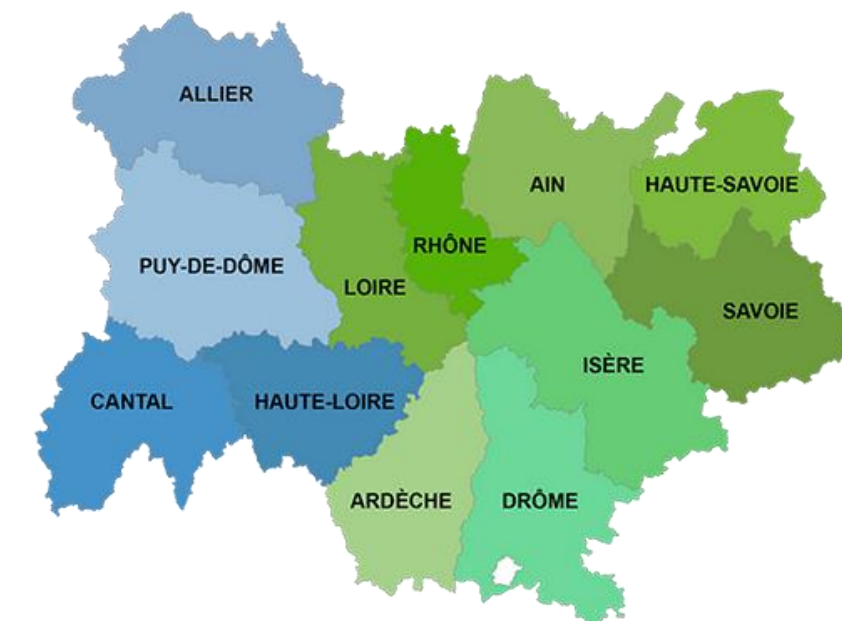 ALLIER
AIN
HAUTE-SAVOIE
RHÔNE
PUY-DE-DÔME
LOIRE
SAVOIE
ISÈRE
CANTAL
HAUTE-LOIRE
ARDÈCHE
DRÔME